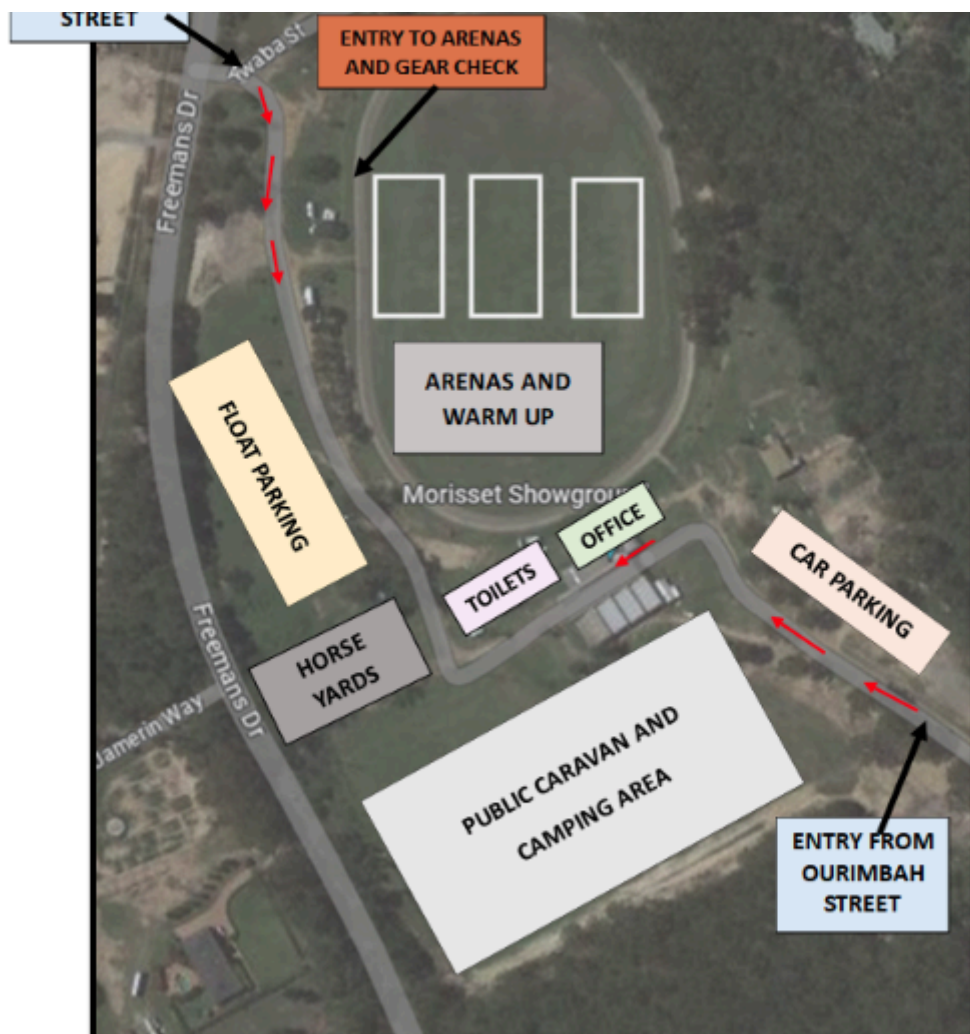 STREET
ENTRY TO ARENAS
AND GEAR CHECK
Awaba St
Freemans Dr
ARENAS AND
WARM UP
FLOAT PARKING
Morisset Showgroun
OFFICE
TOILETS
CAR PARKING
HORSE
YARDS
Freemans Dr
Jamerin Way
PUBLIC CARAVAN AND
CAMPING AREA
ENTRY FROM
OURIMBAH
STREET